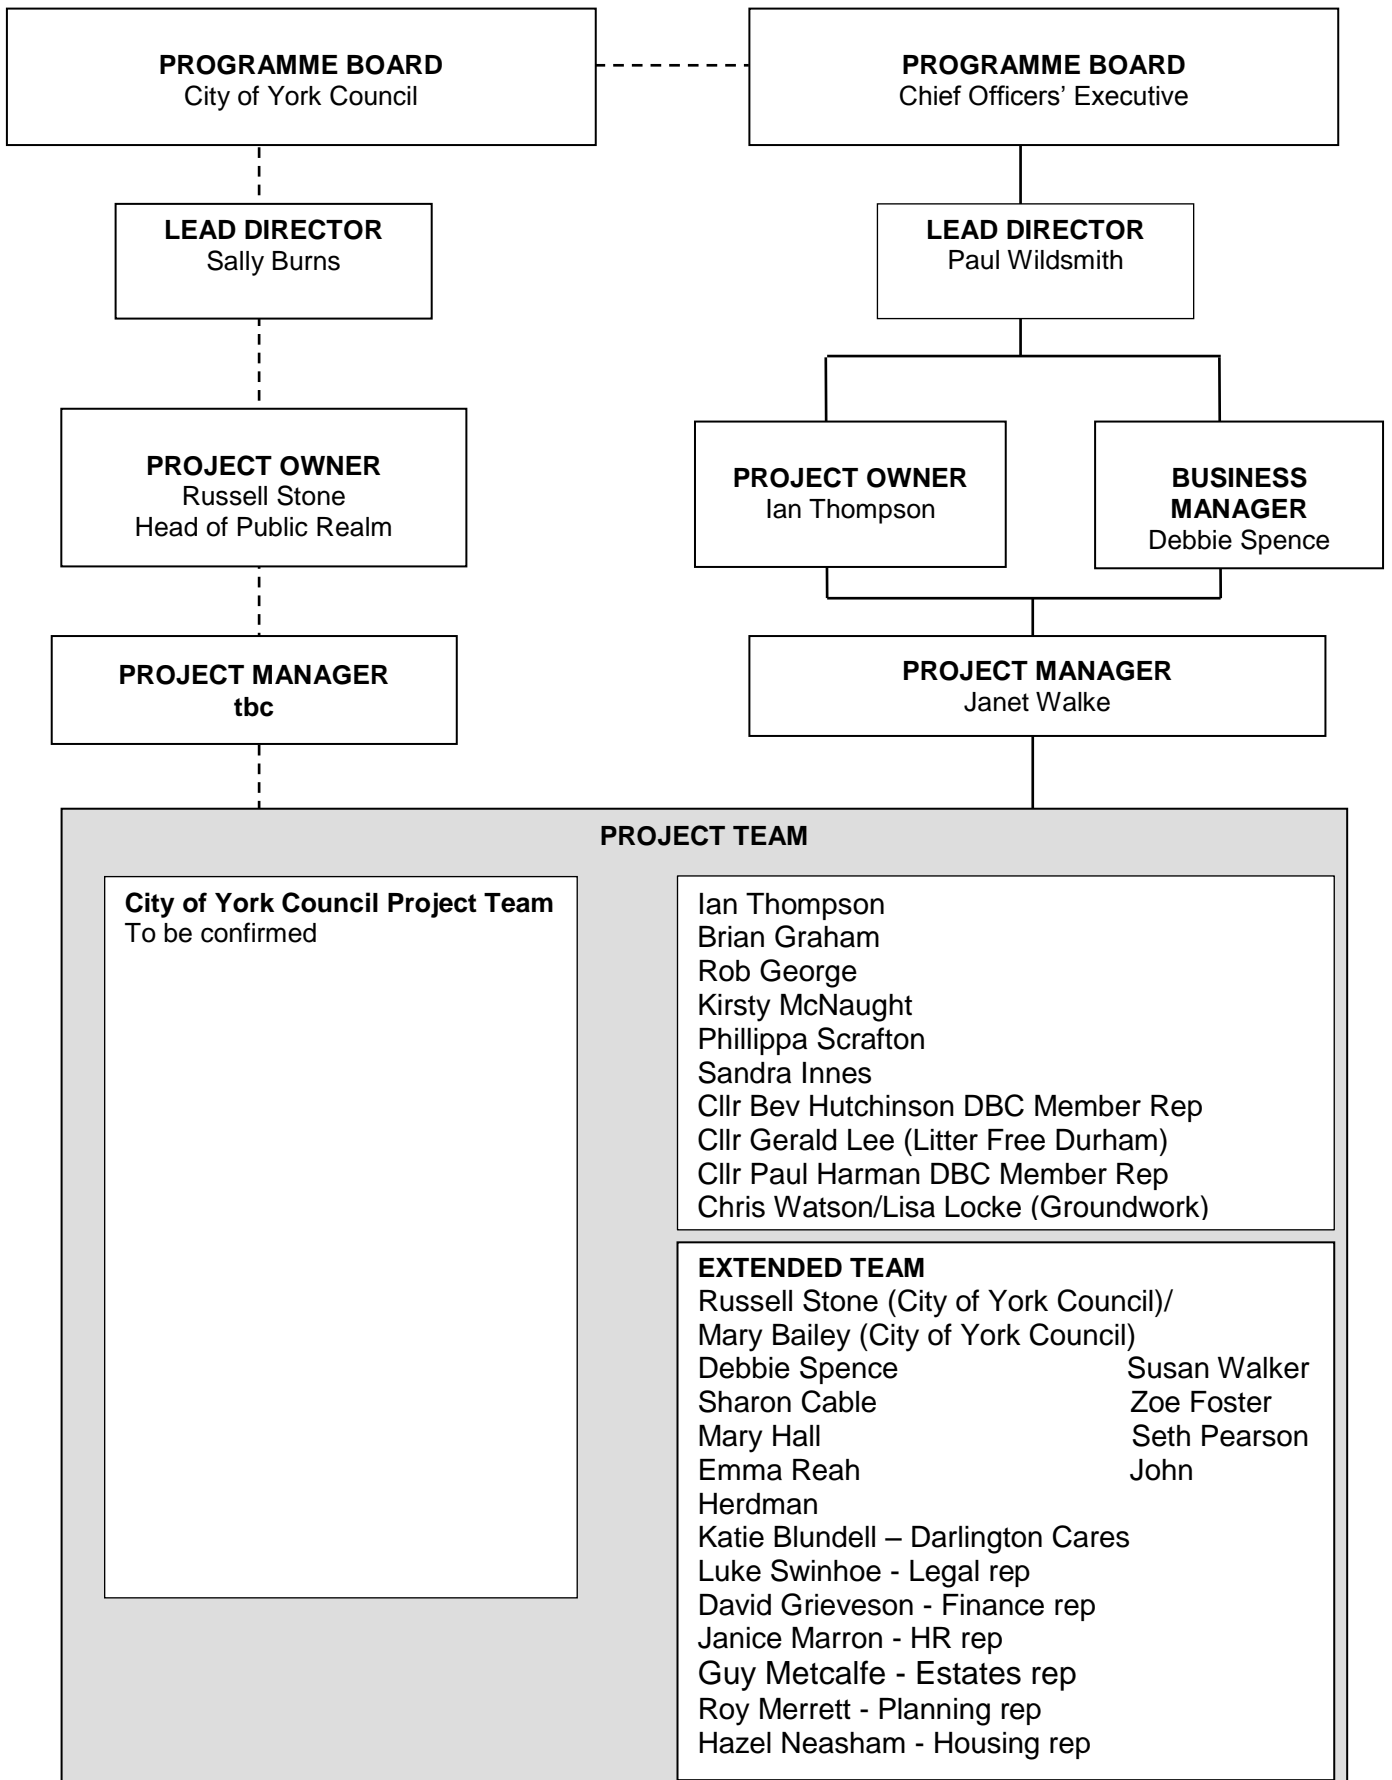 PROGRAMME BOARD
City of York Council
PROGRAMME BOARD
Chief Officers’ Executive
LEAD DIRECTOR
Sally Burns
LEAD DIRECTOR
Paul Wildsmith
PROJECT OWNER
Russell Stone
Head of Public Realm
PROJECT OWNER
Ian Thompson
BUSINESS
MANAGER
Debbie Spence
PROJECT MANAGER
tbc
PROJECT MANAGER
Janet Walke
PROJECT TEAM
City of York Council Project Team
To be confirmed
Ian Thompson
Brian Graham
Rob George
Kirsty McNaught
Phillippa Scrafton
Sandra Innes
Cllr Bev Hutchinson DBC Member Rep
Cllr Gerald Lee (Litter Free Durham)
Cllr Paul Harman DBC Member Rep
Chris Watson/Lisa Locke (Groundwork)
EXTENDED TEAM
Russell Stone (City of York Council)/
Mary Bailey (City of York Council)
Debbie Spence Susan Walker
Sharon Cable Zoe Foster
Mary Hall Seth Pearson
Emma Reah John
Herdman
Katie Blundell – Darlington Cares
Luke Swinhoe - Legal rep
David Grieveson - Finance rep
Janice Marron - HR rep
Guy Metcalfe - Estates rep
Roy Merrett - Planning rep
Hazel Neasham - Housing rep